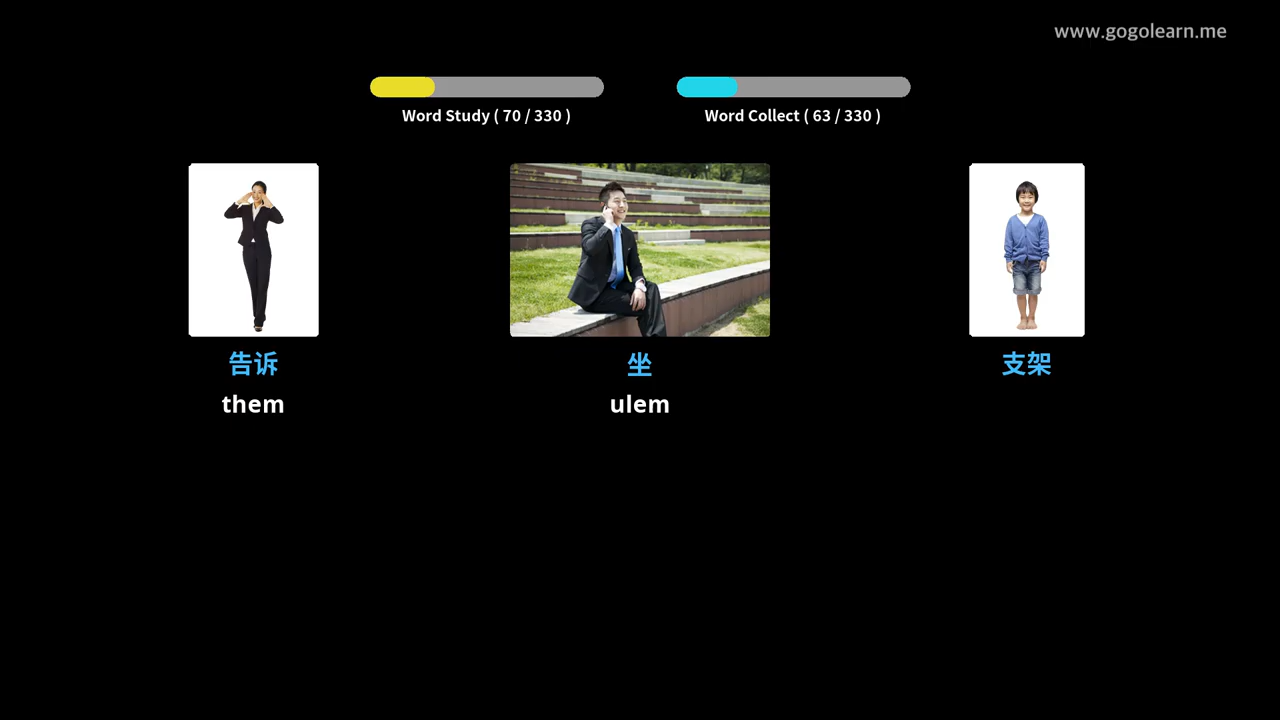 www.gogolearn.me
Word Study ( 70 / 330 )
Word Collect ( 63 / 330 )
告诉
坐
支架
them
ulem